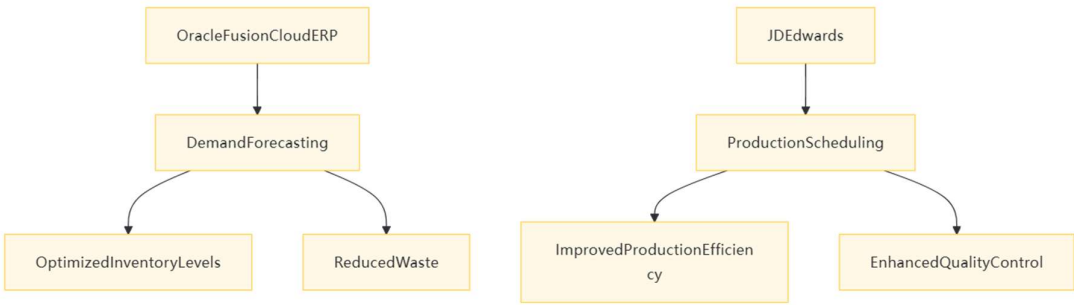 OracleFusionCloudERP
JDEdwards
DemandForecasting
ProductionScheduling
OptimizedInventoryLevels
ReducedWaste
ImprovedProductionEfficien
cy
EnhancedQualityControl